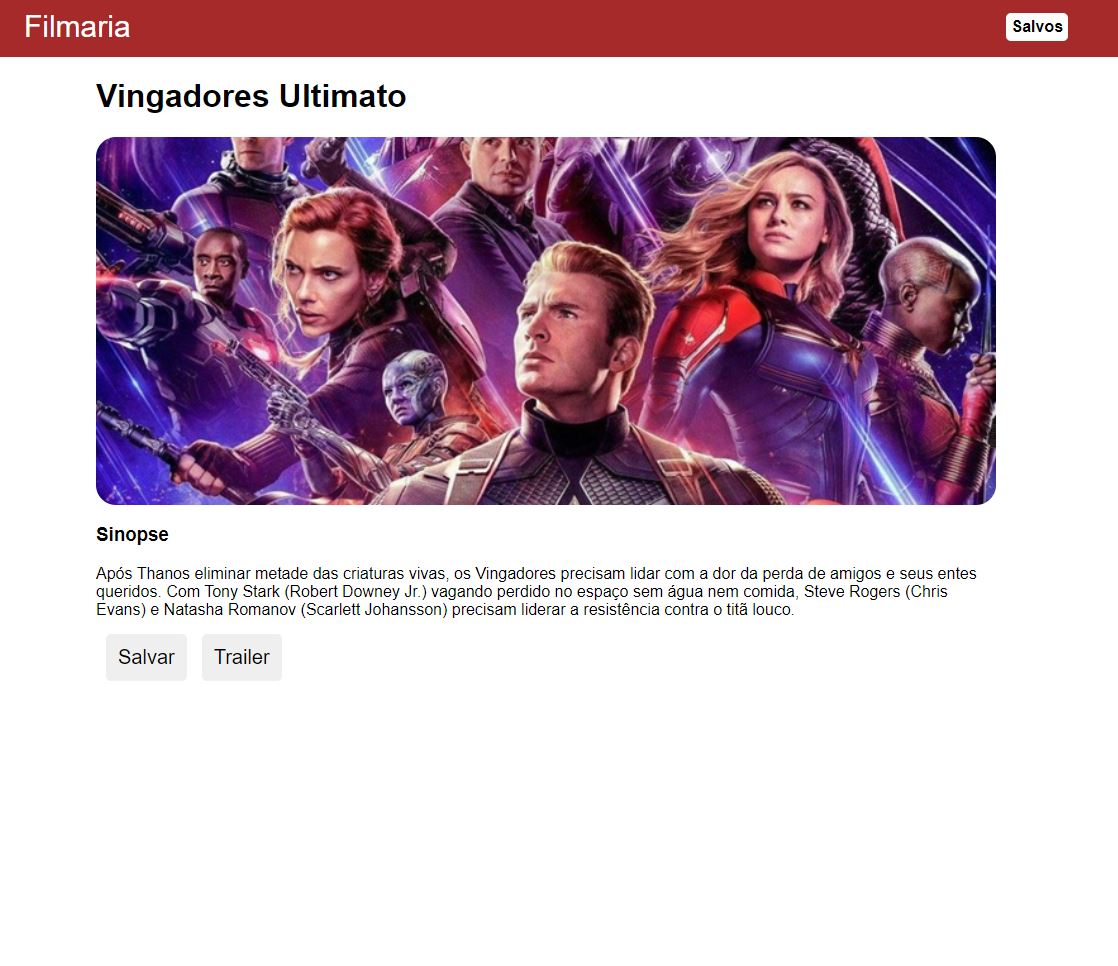 Filmaria
Salvos
Vingadores Ultimato
Sinopse
Após Thanos eliminar metade das criaturas vivas, os Vingadores precisam lidar com a dor da perda de amigos e seus entes
queridos. Com Tony Stark (Robert Downey Jr.) vagando perdido no espaço sem água nem comida, Steve Rogers (Chris
Evans) e Natasha Romanov (Scarlett Johansson) precisam liderar a resistência contra o titã louco.
Salvar
Trailer